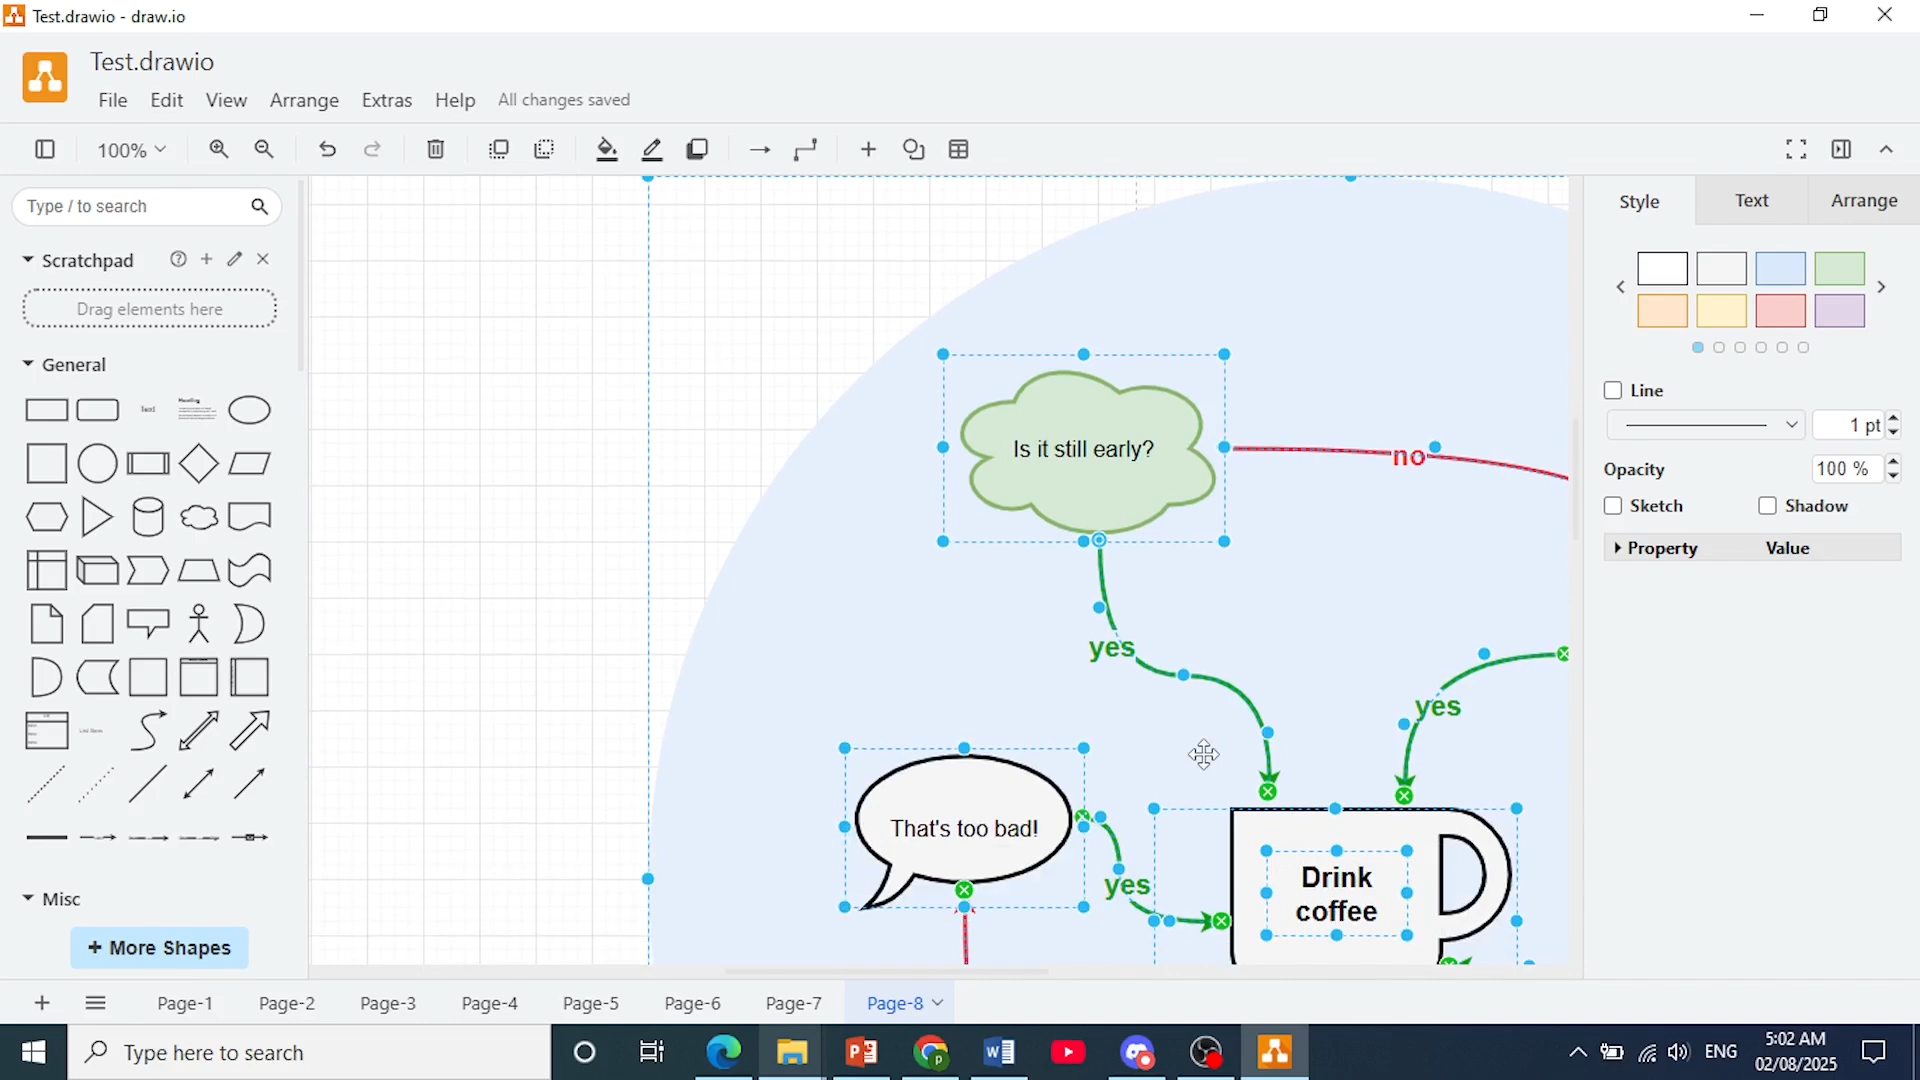 Test.drawio - draw.io
Test.drawio
File Edit View Arrange Extras Help All changes saved
100%
Type / to search
Scratchpad
Drag elements here
General
Text
Heading
Misc
+ More Shapes
Is it still early?
no
yes
yes
That's too bad!
yes
Drink
coffee
Style Text Arrange
Line
1 pt
Opacity 100 %
Sketch Shadow
Property Value
Page-1 Page-2 Page-3 Page-4 Page-5 Page-6 Page-7 Page-8
Type here to search
ENG
5:02 AM
02/08/2025